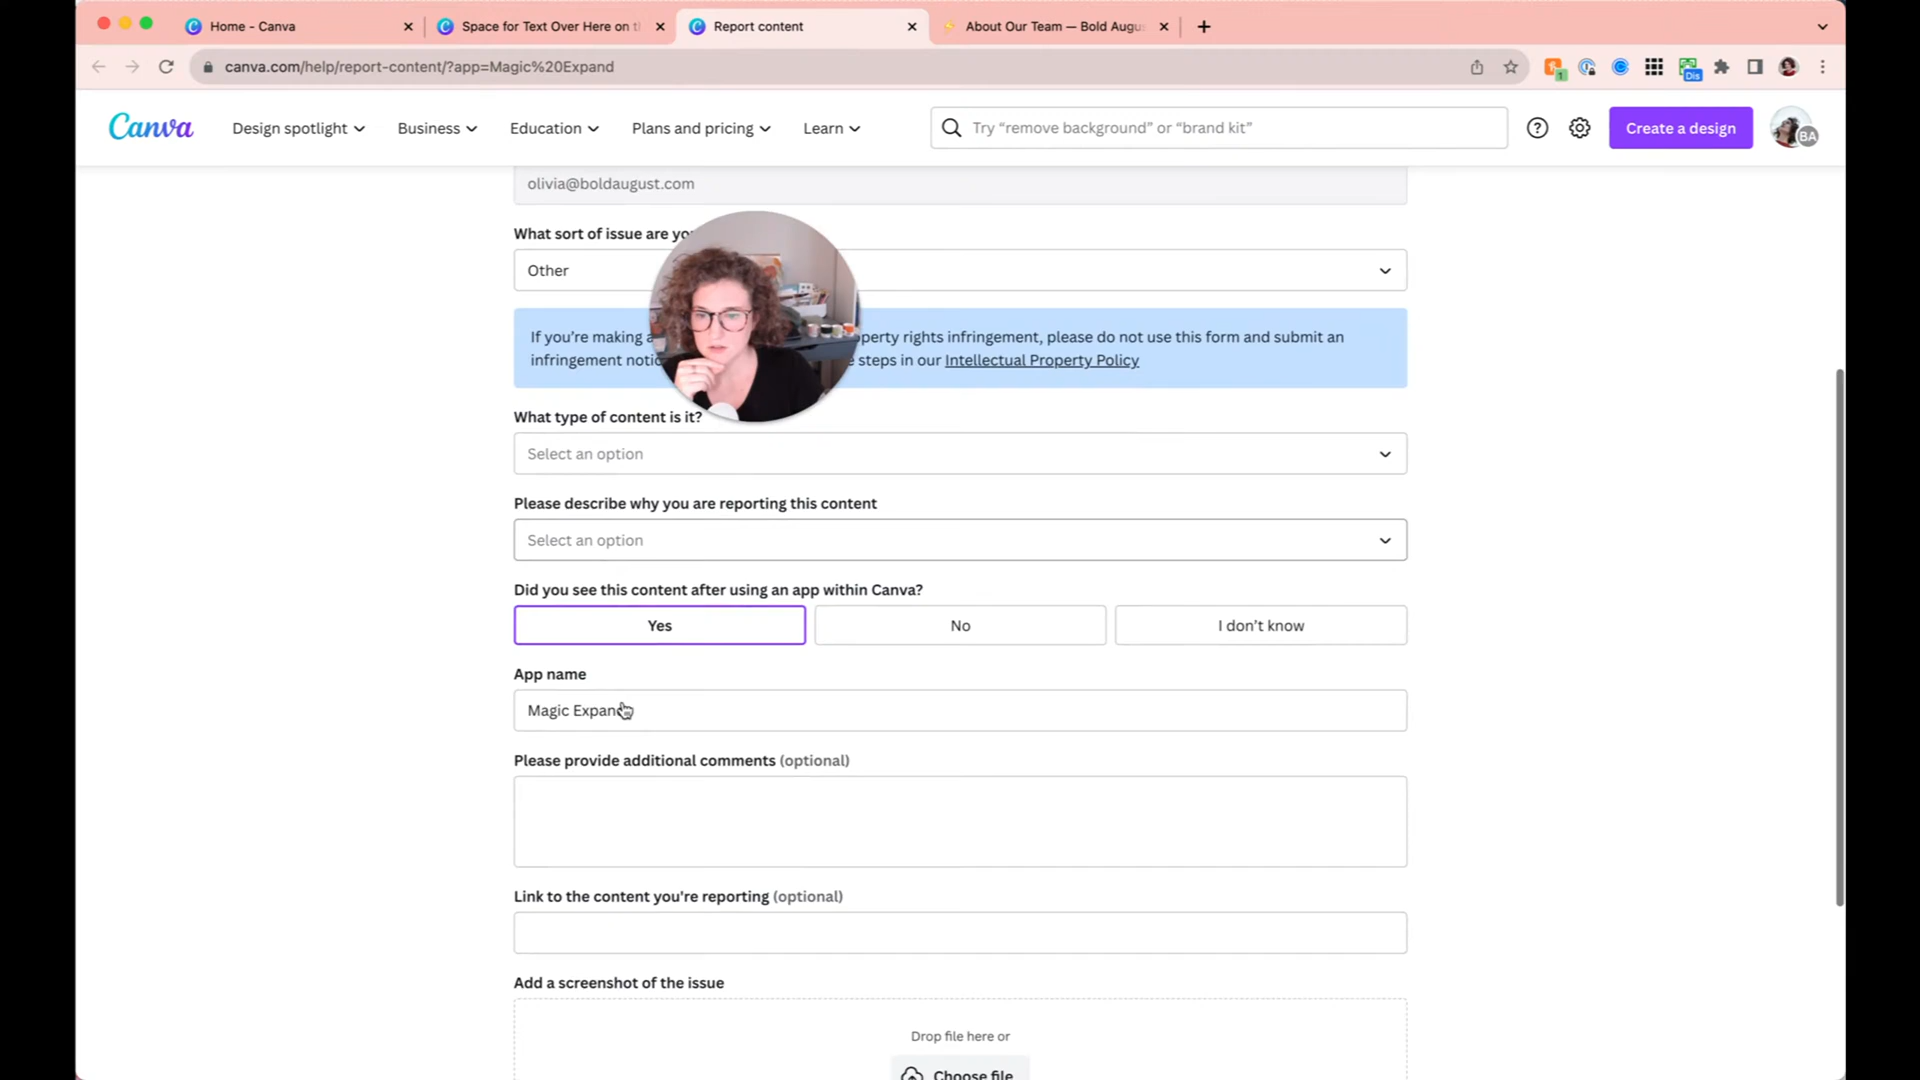 Home - Canva
Space for Text Over Here on t
Report content
About Our Team — Bold Augu
canva.com/help/report-content/?app=Magic%20Expand
1
Dis
Canva
Design spotlight
Business
Education
Plans and pricing
Learn
Try “remove background” or “brand kit”
Create a design
BA
olivia@boldaugust.com
What sort of issue are yo
Other
If you’re making a
perty rights infringement, please do not use this form and submit an
infringement noti
e steps in our Intellectual Property Policy
What type of content is it?
Select an option
Please describe why you are reporting this content
Select an option
Did you see this content after using an app within Canva?
Yes
No
I don’t know
App name
Magic Expand
Please provide additional comments (optional)
Link to the content you're reporting (optional)
Add a screenshot of the issue
Drop file here or
Choose file